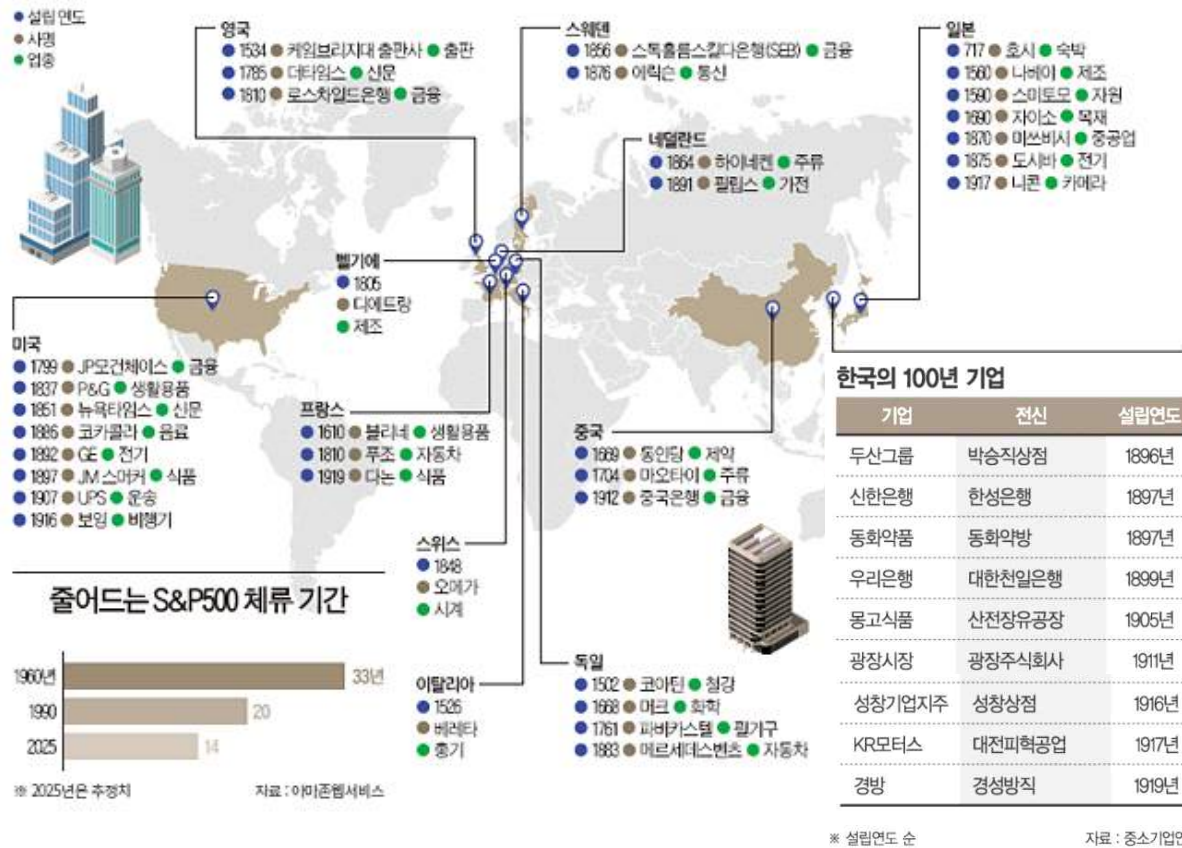 설립 연도
사명
업종
영국
1534 케임브리지대 출판사 출판
1785 더타임스 신문
1810 로스차일드은행 금융
스웨덴
1856 스톡홀름스킬다은행(SEB) 금융
1876 에릭슨 통신
네덜란드
1864 하이네켄 주류
1891 필립스 가전
일본
717 호시 숙박
1560 나베야 제조
1590 스미토모 자원
1690 자이소 목재
1870 미쓰비시 중공업
1875 도시바 전기
1917 니콘 카메라
벨기에
1805
디에트랑
제조
미국
1799 JP모건체이스 금융
1837 P&G 생활용품
1851 뉴욕타임스 신문
1886 코카콜라 음료
1892 GE 전기
1897 JM 스머커 식품
1907 UPS 운송
1916 보잉 비행기
프랑스
1610 블리네 생활용품
1810 푸조 자동차
1919 다논 식품
중국
1669 동인당 제약
1704 마오타이 주류
1912 중국은행 금융
스위스
1848
오메가
시계
이탈리아
1526
베레타
총기
독일
1502 코아틴 철강
1668 머크 화학
1761 파버카스텔 필기구
1883 메르세데스벤츠 자동차
줄어드는 S&P500 체류 기간
1960년 33년
1990 20
2025 14
※ 2025년은 추정치 자료 : 아마존웹서비스
한국의 100년 기업
기업 전신 설립연도
두산그룹 박승직상점 1896년
신한은행 한성은행 1897년
동화약품 동화약방 1897년
우리은행 대한천일은행 1899년
몽고식품 산전장유공장 1905년
광장시장 광장주식회사 1911년
성창기업지주 성창상점 1916년
KR모터스 대전피혁공업 1917년
경방 경성방직 1919년
※ 설립연도 순 자료 : 중소기업연